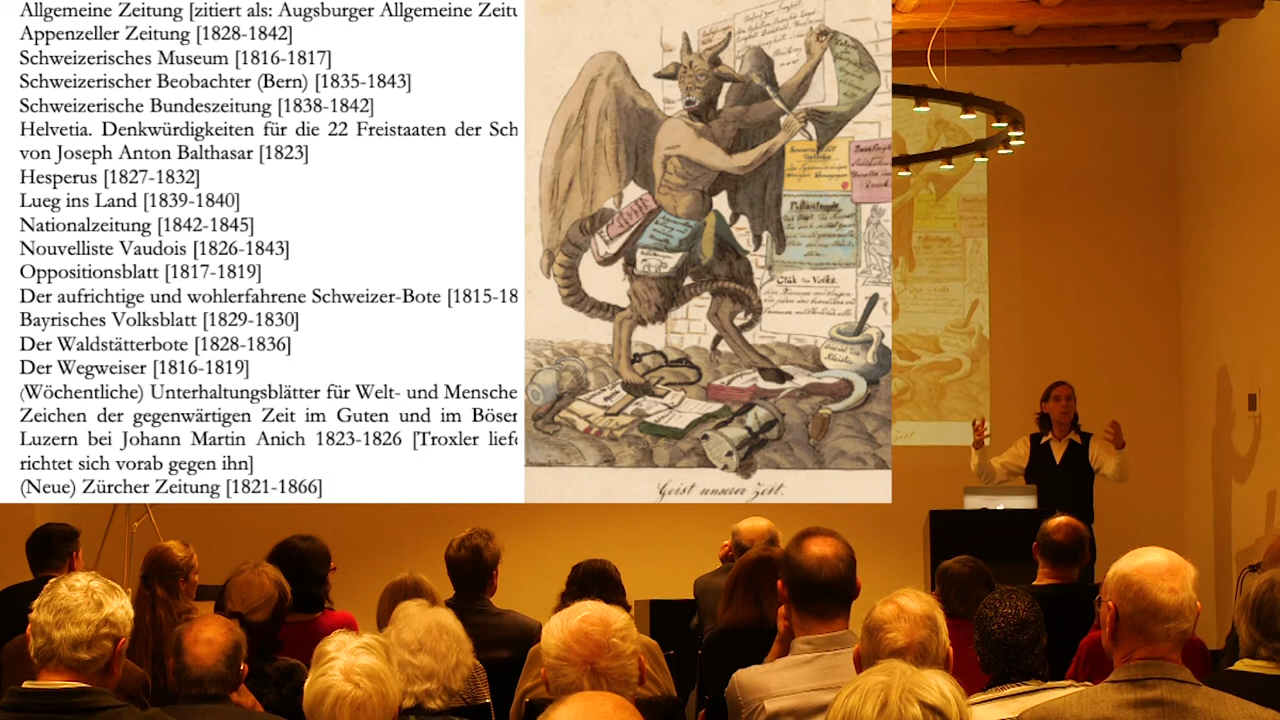 Allgemeine Zeitung [zitiert als: Augsburger Allgemeine Zeitu
Appenzeller Zeitung [1828-1842]
Schweizerisches Museum [1816-1817]
Schweizerischer Beobachter (Bern) [1835-1843]
Schweizerische Bundeszeitung [1838-1842]
Helvetia. Denkwürdigkeiten für die 22 Freistaaten der Sch
von Joseph Anton Balthasar [1823]
Hesperus [1827-1832]
Lueg ins Land [1839-1840]
Nationalzeitung [1842-1845]
Nouvelliste Vaudois [1826-1843]
Oppositionsblatt [1817-1819]
Der aufrichtige und wohlerfahrene Schweizer-Bote [1815-18
Bayrisches Volksblatt [1829-1830]
Der Waldstätterbote [1828-1836]
Der Wegweiser [1816-1819]
(Wöchentliche) Unterhaltungsblätter für Welt- und Mensche
Zeichen der gegenwärtigen Zeit im Guten und im Böser
Luzern bei Johann Martin Anich 1823-1826 [Troxler liefe
richtet sich vorab gegen ihn]
(Neue) Zürcher Zeitung [1821-1866]
Geist unserer Zeit.